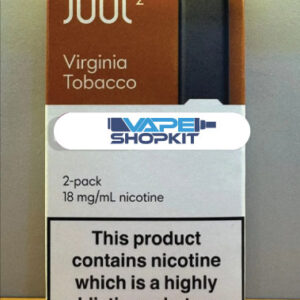 JUUL2
Virginia
Tobacco
VAPE
SHOPKIT
2-pack
18 mg/mL nicotine
This product
contains nicotine
which is a highly